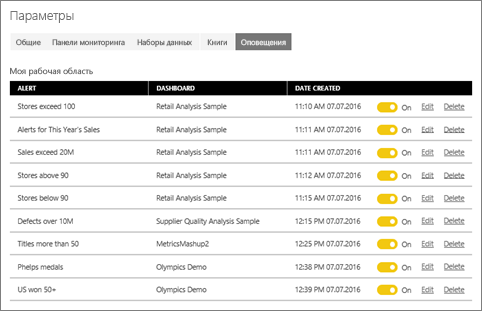 Параметры
Общие Панели мониторинга Наборы данных Книги Оповещения
Моя рабочая область
ALERT DASHBOARD DATE CREATED
Stores exceed 100 Retail Analysis Sample 11:10 AM 07.07.2016 On Edit Delete
Alerts for This Year's Sales Retail Analysis Sample 11:11 AM 07.07.2016 On Edit Delete
Sales exceed 20M Retail Analysis Sample 11:11 AM 07.07.2016 On Edit Delete
Stores above 90 Retail Analysis Sample 11:12 AM 07.07.2016 On Edit Delete
Stores below 90 Retail Analysis Sample 11:15 AM 07.07.2016 On Edit Delete
Defects over 10M Supplier Quality Analysis Sample 12:15 PM 07.07.2016 On Edit Delete
Titles more than 50 MetricsMashup2 12:25 PM 07.07.2016 On Edit Delete
Phelps medals Olympics Demo 12:38 PM 07.07.2016 On Edit Delete
US won 50+ Olympics Demo 12:39 PM 07.07.2016 On Edit Delete